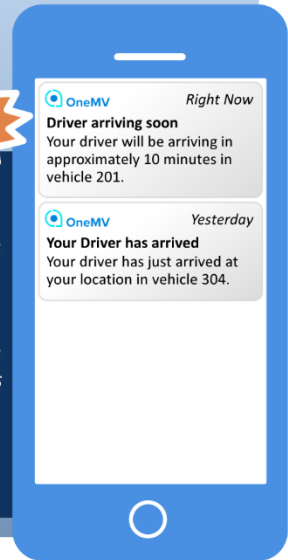 OneMV Right Now
Driver arriving soon
Your driver will be arriving in
approximately 10 minutes in
vehicle 201.
OneMV Yesterday
Your Driver has arrived
Your driver has just arrived at
your location in vehicle 304.